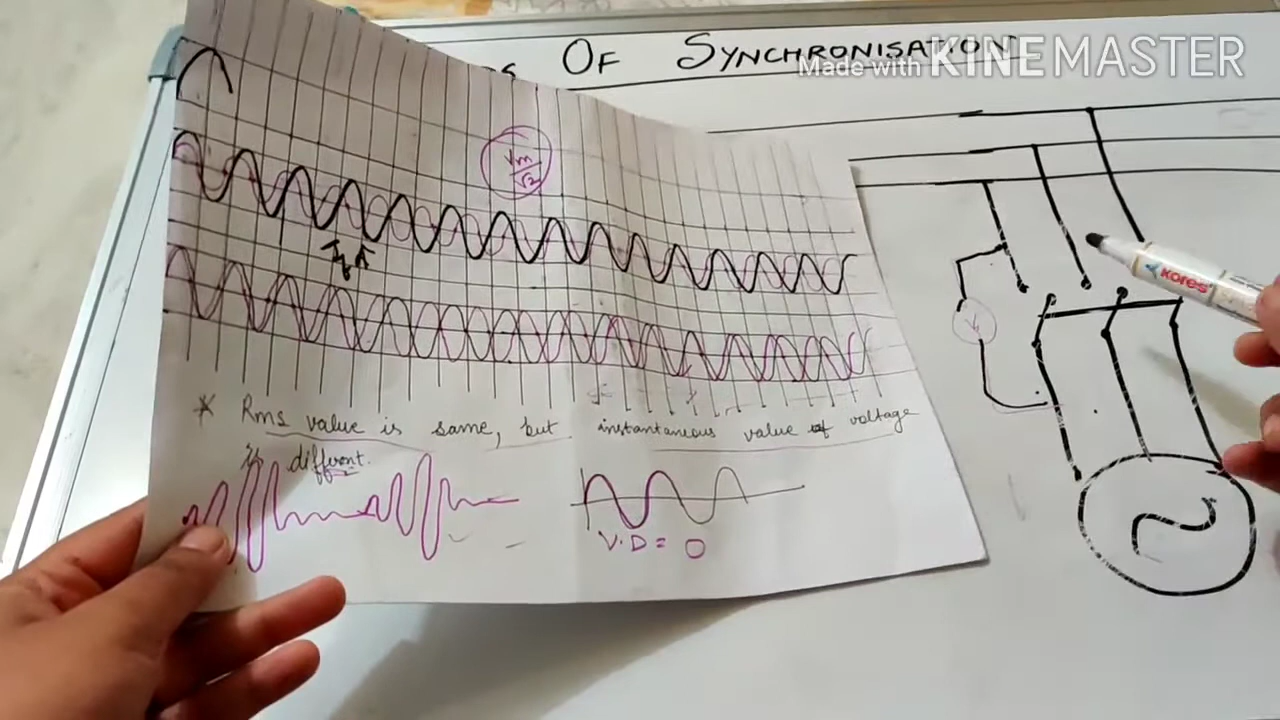 OF SYNCHRONISATION
Made with KINEMASTER
Vm
√2
kores
V
* Rms value is same, but instantaneous value of voltage
is different.
V.D = 0